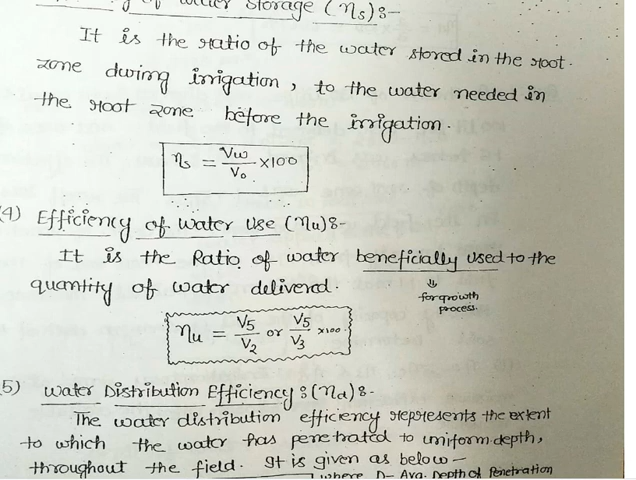 of water Storage (ηs):-
It is the ratio of the water stored in the root
zone during irrigation, to the water needed in
the root zone before the irrigation.
ηs = Vw/Vo ×100
(4) Efficiency of Water Use (ηu):-
It is the Ratio of water beneficially used to the
quantity of water delivered.
⇓
for growth
process.
ηu = V5/V2 or V5/V3 ×100.
5) Water Distribution Efficiency: (ηd):-
The water distribution efficiency represents the extent
to which the water has penetrated to uniform depth,
throughout the field. It is given as below —
where D- Avg. Depth of Penetration